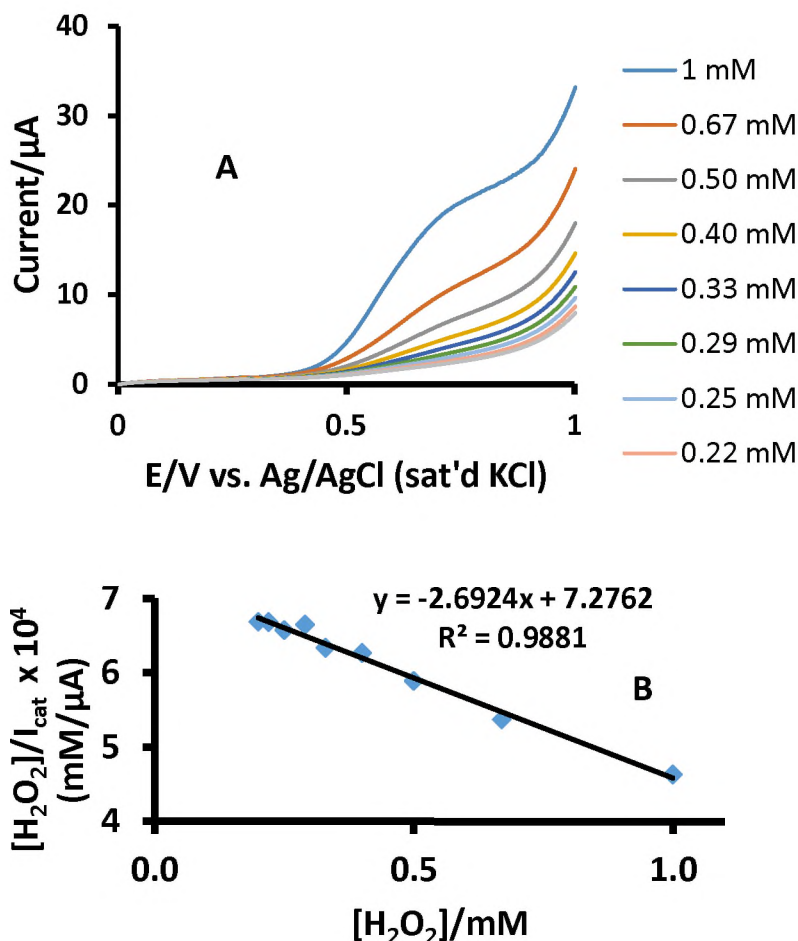 40
30
20
10
0
Current/µA
A
0
0.5
1
E/V vs. Ag/AgCl (sat'd KCl)
1 mM
0.67 mM
0.50 mM
0.40 mM
0.33 mM
0.29 mM
0.25 mM
0.22 mM
7
6
5
4
[H₂O₂]/I_cat x 10⁴
(mM/µA)
y = -2.6924x + 7.2762
R² = 0.9881
B
0.0
0.5
1.0
[H₂O₂]/mM